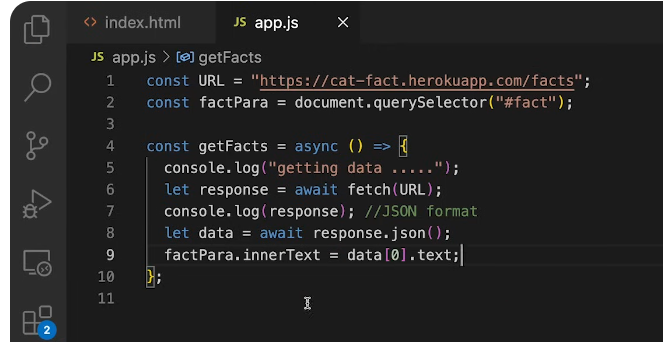 index.html
JS app.js
JS app.js > getFacts
1 const URL = "https://cat-fact.herokuapp.com/facts";
2 const factPara = document.querySelector("#fact");
3
4 const getFacts = async () => {
5 console.log("getting data .....");
6 let response = await fetch(URL);
7 console.log(response); //JSON format
8 let data = await response.json();
9 factPara.innerText = data[0].text;
10 };
11
2